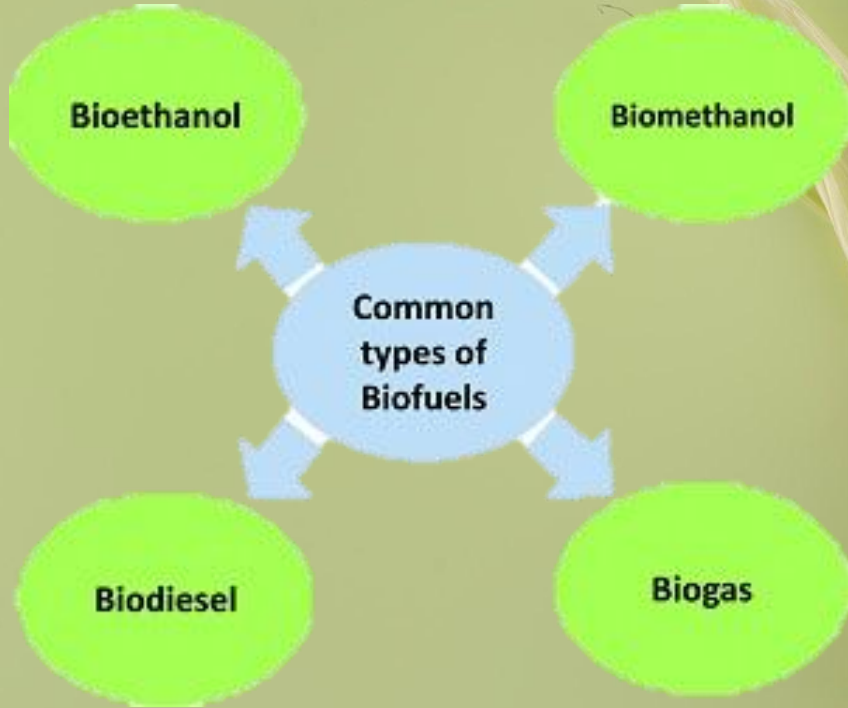 Bioethanol
Biomethanol
Common
types of
Biofuels
Biodiesel
Biogas